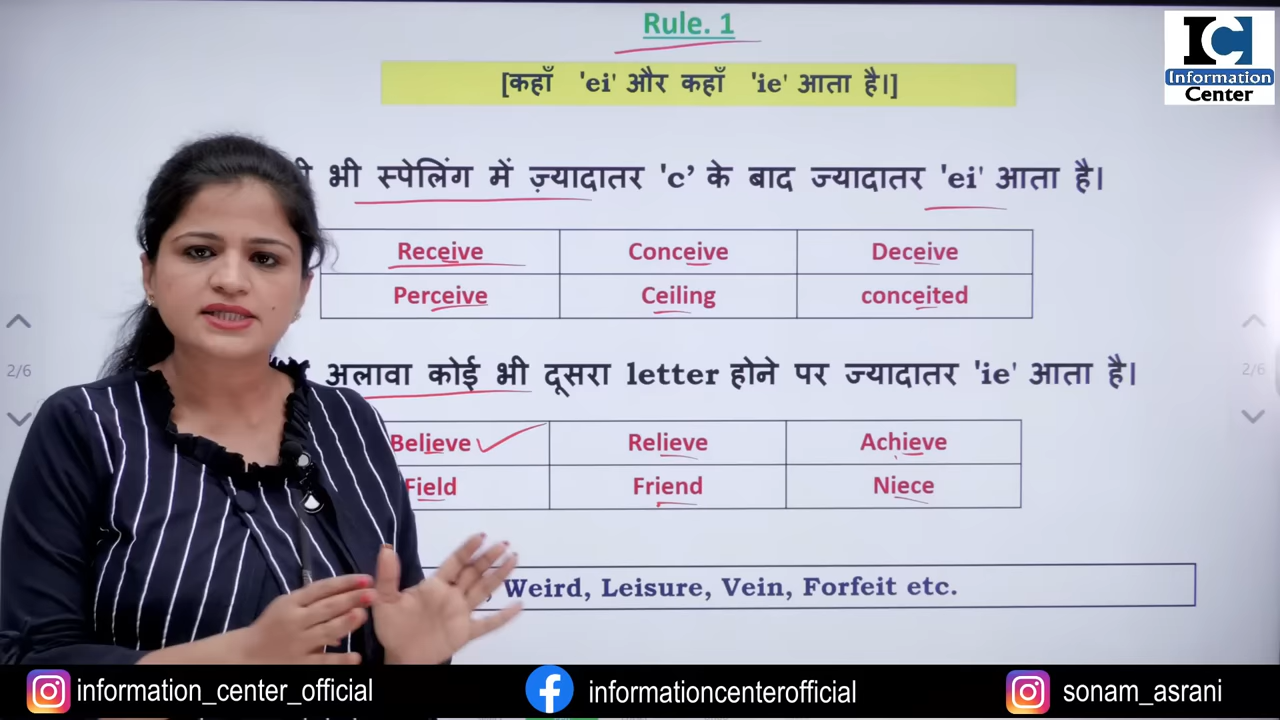 Rule. 1
IC
Information
Center
[कहाँ 'ei' और कहाँ 'ie' आता है।]
भी स्पेलिंग में ज़्यादातर 'c’ के बाद ज्यादातर 'ei' आता है।
Receive Conceive Deceive
Perceive Ceiling conceited
2/6 2/6
अलावा कोई भी दूसरा letter होने पर ज्यादातर 'ie' आता है।
Believe Relieve Achieve
Field Friend Niece
Weird, Leisure, Vein, Forfeit etc.
information_center_official informationcenterofficial sonam_asrani